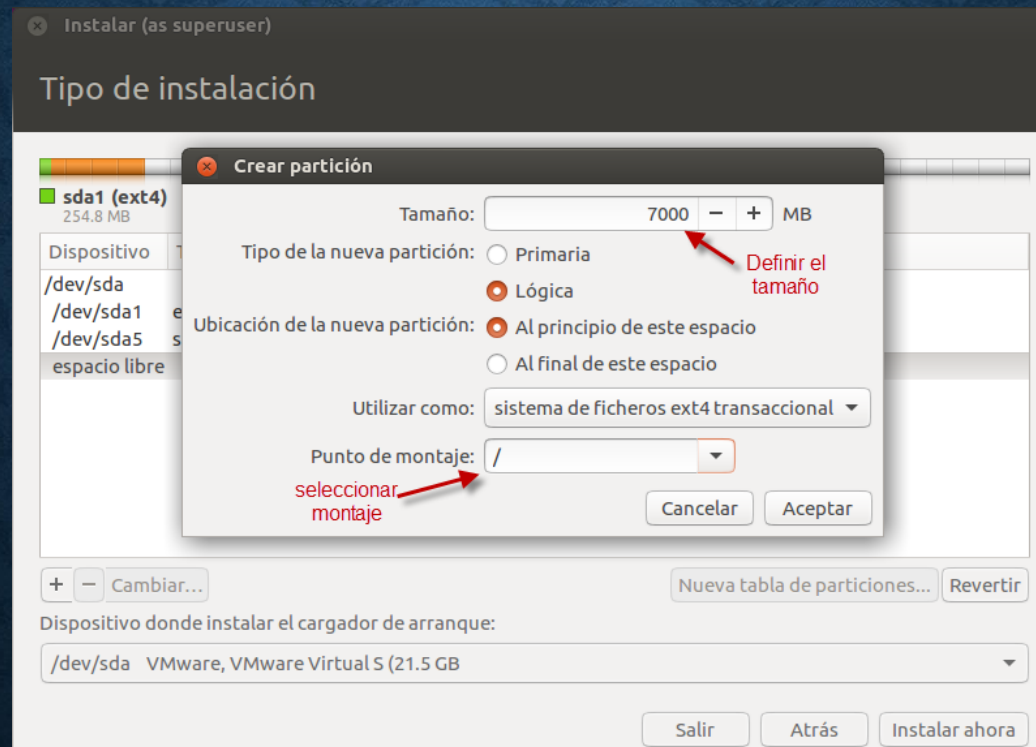 Instalar (as superuser)
Tipo de instalación
Crear partición
sda1 (ext4)
254.8 MB
Tamaño: 7000 − + MB
Tipo de la nueva partición: Primaria
Definir el
tamaño
Lógica
Ubicación de la nueva partición: Al principio de este espacio
Al final de este espacio
Utilizar como: sistema de ficheros ext4 transaccional
Punto de montaje: /
seleccionar
montaje
Cancelar Aceptar
Dispositivo T
/dev/sda
/dev/sda1 e
/dev/sda5 s
espacio libre
+ − Cambiar... Nueva tabla de particiones... Revertir
Dispositivo donde instalar el cargador de arranque:
/dev/sda VMware, VMware Virtual S (21.5 GB
Salir Atrás Instalar ahora